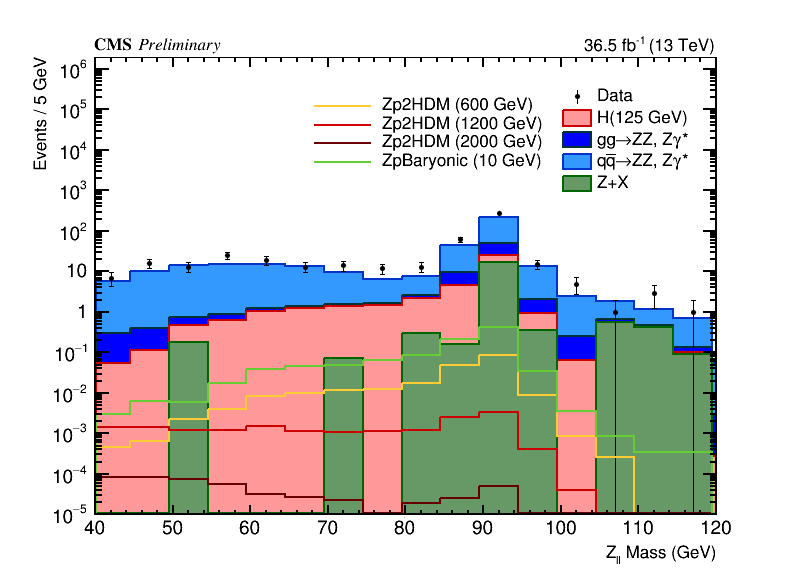 CMS Preliminary
36.5 fb⁻¹ (13 TeV)
Events / 5 GeV
10⁶
10⁵
10⁴
10³
10²
10
1
10⁻¹
10⁻²
10⁻³
10⁻⁴
10⁻⁵
Zp2HDM (600 GeV)
Zp2HDM (1200 GeV)
Zp2HDM (2000 GeV)
ZpBaryonic (10 GeV)
Data
H(125 GeV)
gg→ZZ, Zγ*
qq̅→ZZ, Zγ*
Z+X
40 50 60 70 80 90 100 110 120
Z_ll Mass (GeV)